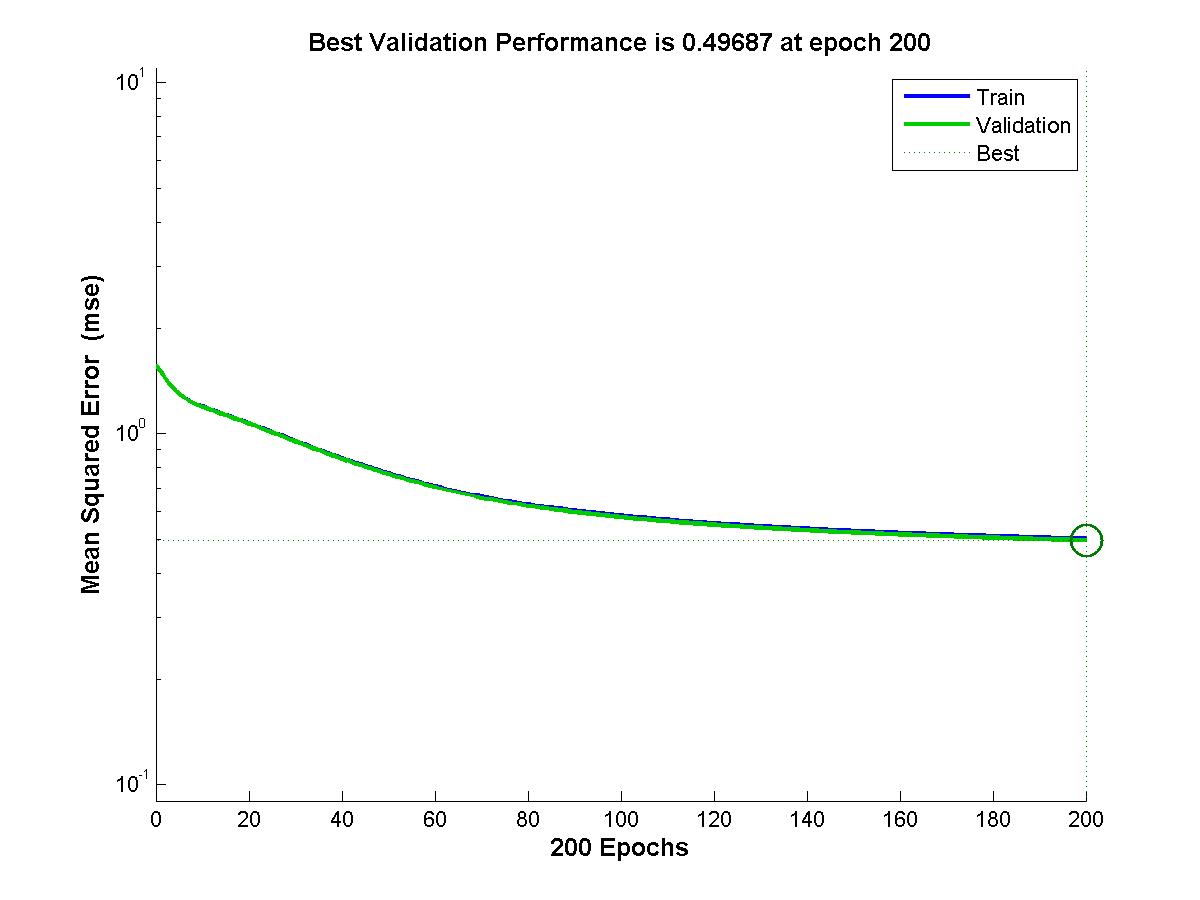 Best Validation Performance is 0.49687 at epoch 200
Train
Validation
Best
Mean Squared Error (mse)
10^1
10^0
10^-1
0 20 40 60 80 100 120 140 160 180 200
200 Epochs